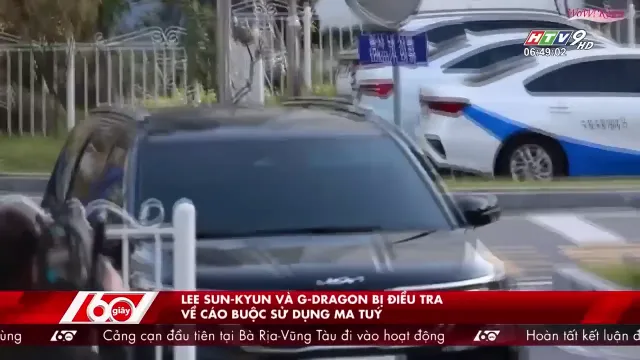 HTV9 HD
06:49:02
KIA
60 giây
LEE SUN-KYUN VÀ G-DRAGON BỊ ĐIỀU TRA
VỀ CÁO BUỘC SỬ DỤNG MA TUÝ
ùng
Cảng cạn đầu tiên tại Bà Rịa-Vũng Tàu đi vào hoạt động
Hoàn tất kết luận đ